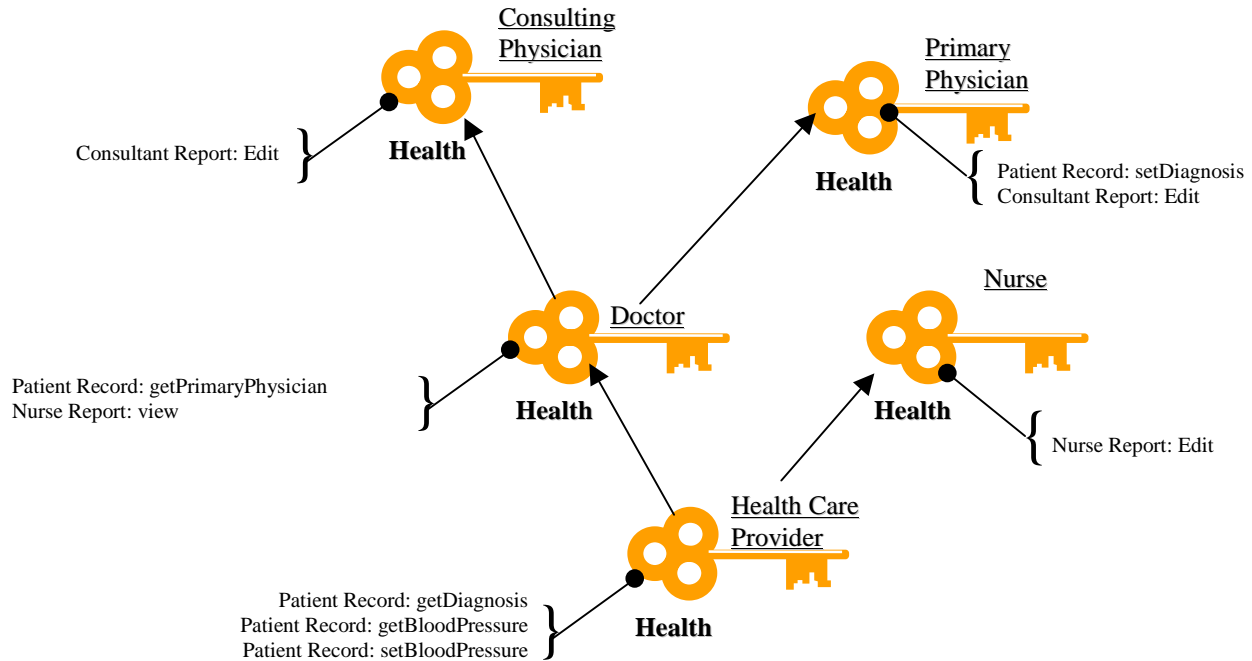 Consulting
Physician
Primary
Physician
Consultant Report: Edit
Health
Health
Patient Record: setDiagnosis
Consultant Report: Edit
Nurse
Doctor
Patient Record: getPrimaryPhysician
Nurse Report: view
Health
Health
Nurse Report: Edit
Health Care
Provider
Patient Record: getDiagnosis
Patient Record: getBloodPressure
Patient Record: setBloodPressure
Health